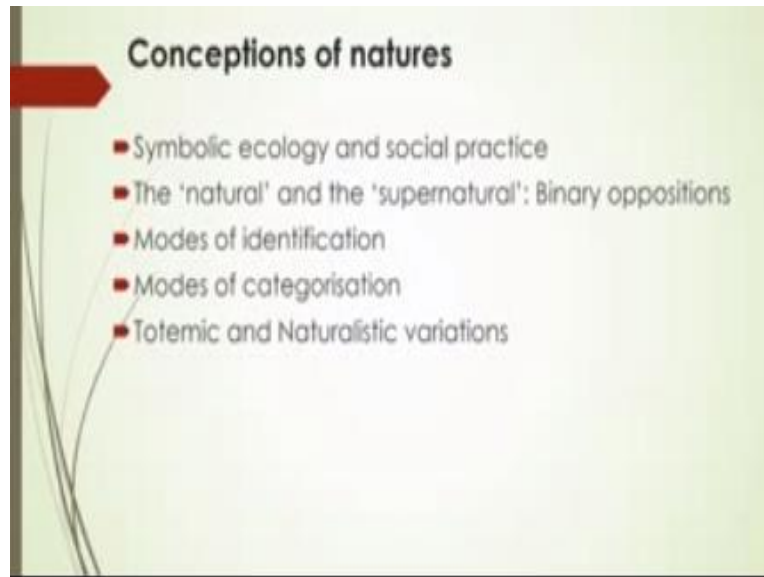 Conceptions of natures
Symbolic ecology and social practice
The 'natural' and the 'supernatural': Binary oppositions
Modes of identification
Modes of categorisation
Totemic and Naturalistic variations